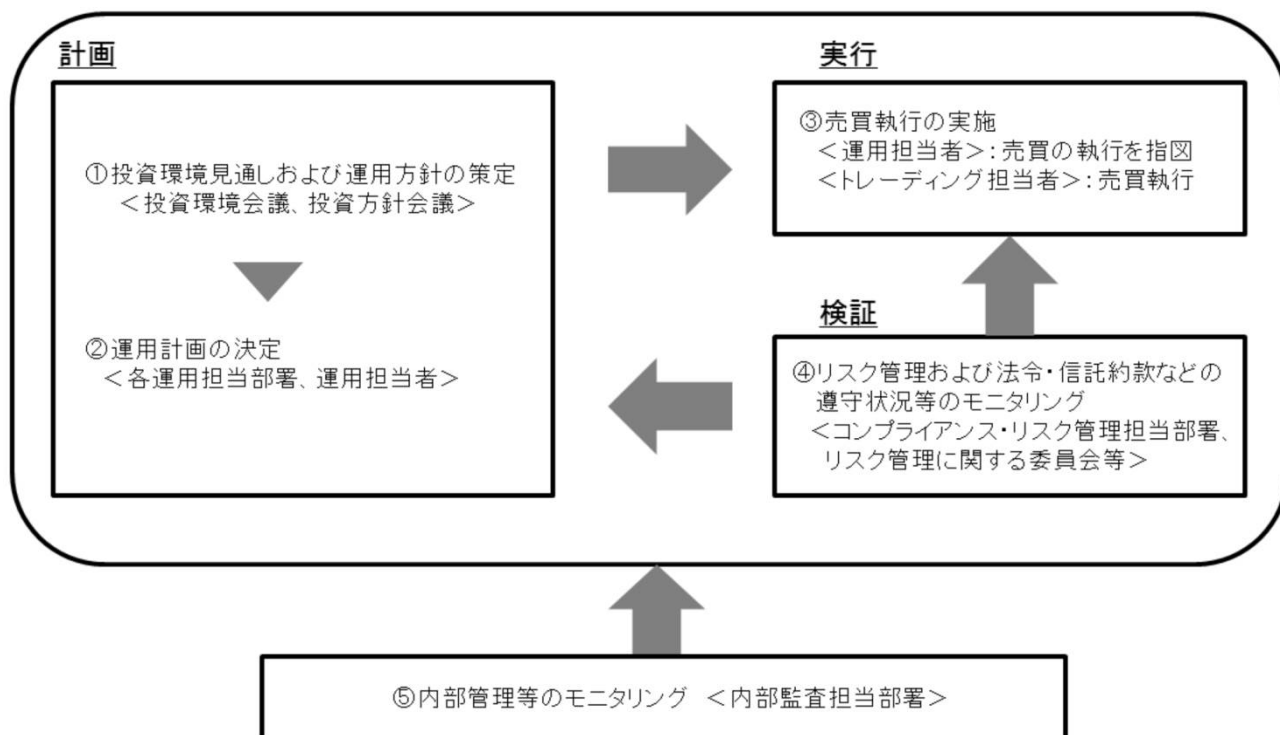 計画
①投資環境見通しおよび運用方針の策定
＜投資環境会議、投資方針会議＞
②運用計画の決定
＜各運用担当部署、運用担当者＞
実行
③売買執行の実施
＜運用担当者＞：売買の執行を指図
＜トレーディング担当者＞：売買執行
検証
④リスク管理および法令・信託約款などの
遵守状況等のモニタリング
＜コンプライアンス・リスク管理担当部署、
リスク管理に関する委員会等＞
⑤内部管理等のモニタリング ＜内部監査担当部署＞